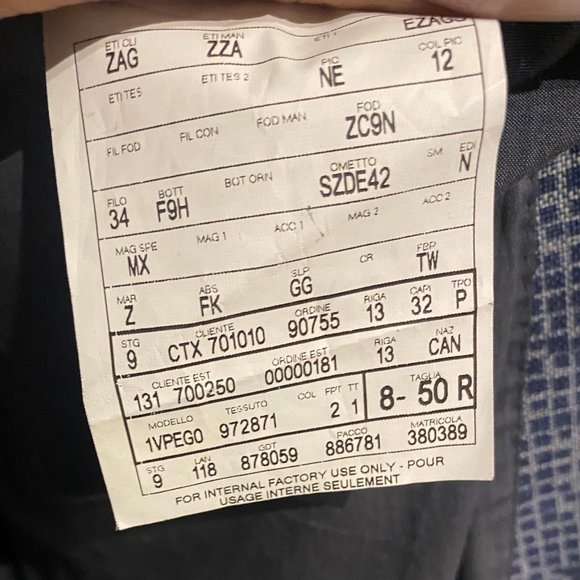 ETI CLI ETI MAN EZACS
ZAG ZZA
ETI TES ETI TES 2 PIC COL PIC
NE 12
FIL FOD FIL CON FOD MAN FOD
ZC9N
FILO BOTT BOT ORN OMETTO SM EDI
34 F9H SZDE42 N
MAG SPE MAG 1 ACC 1 MAG 2 ACC 2
MX
MAR ABS SLP CR FBP
Z FK GG TW
STG CLIENTE ORDINE RIGA CAPI TPO
9 CTX 701010 90755 13 32 P
CLIENTE EST ORDINE EST RIGA NAZ
131 700250 00000181 13 CAN
MODELLO TESSUTO COL FPT TT TAGLIA
1VPEG0 972871 2 1 8- 50 R
STG LAN GDT PACCO MATRICOLA
9 118 878059 886781 380389
FOR INTERNAL FACTORY USE ONLY - POUR
USAGE INTERNE SEULEMENT